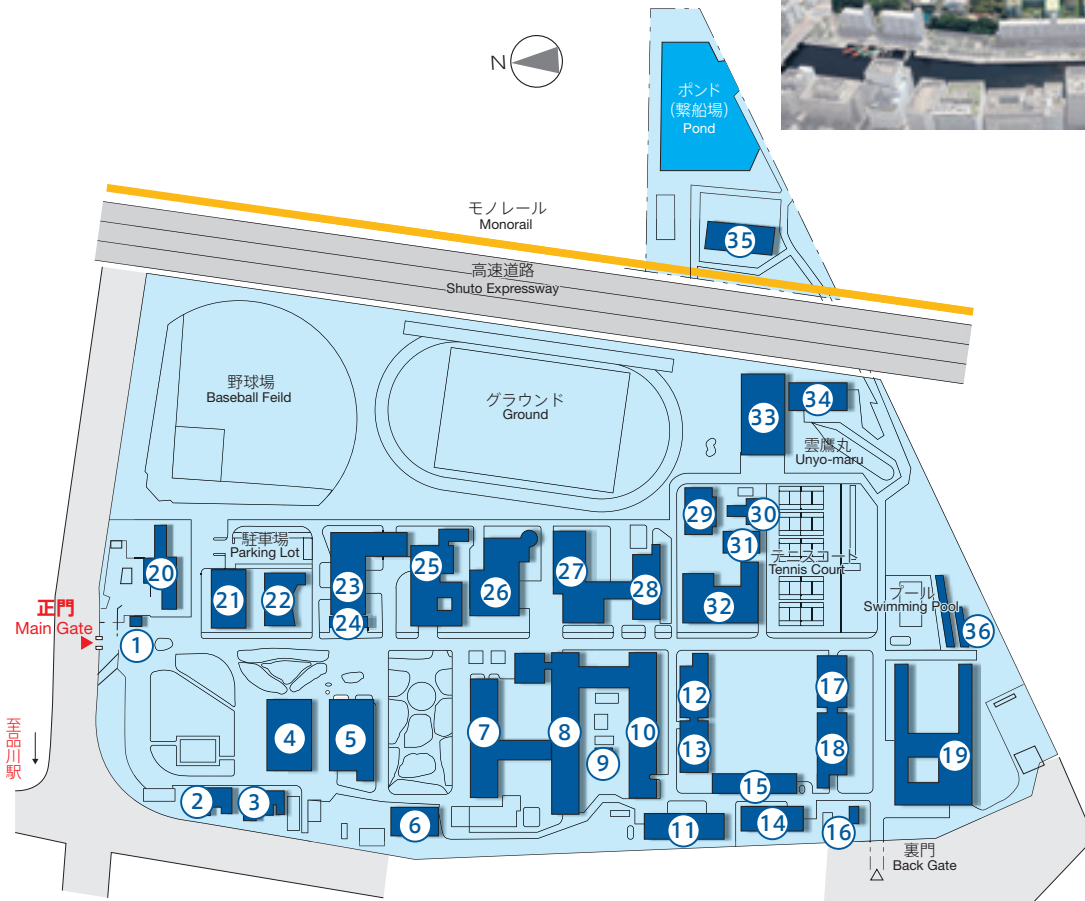 N
ポンド
(繋船場)
Pond
モノレール
Monorail
35
高速道路
Shuto Expressway
野球場
Baseball Feild
グラウンド
Ground
33
34
雲鷹丸
Unyo-maru
29
30
31
駐車場
Parking Lot
20
21
22
23
24
25
26
27
28
32
テニスコート
Tennis Court
プール
Swimming Pool
36
正門
Main Gate
1
至品川駅
2
3
4
5
6
7
8
9
10
11
12
13
14
15
16
17
18
19
裏門
Back Gate